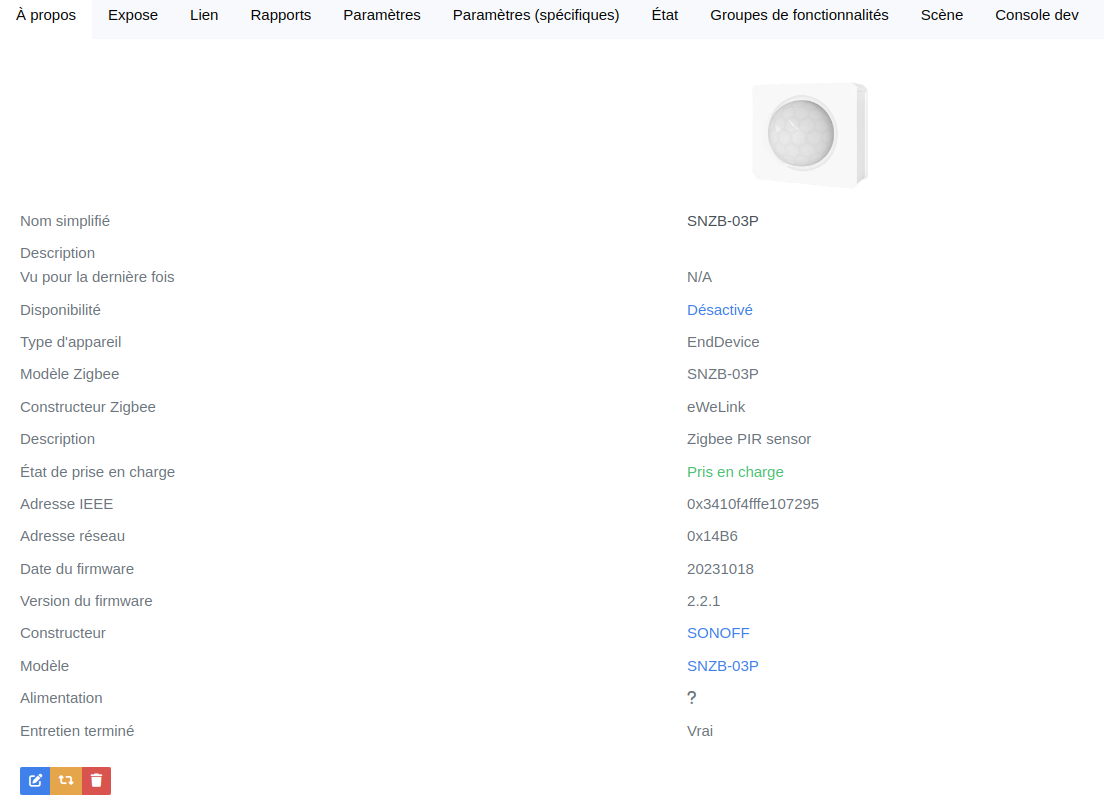 À propos Expose Lien Rapports Paramètres Paramètres (spécifiques) État Groupes de fonctionnalités Scène Console dev
Nom simplifié SNZB-03P
Description
Vu pour la dernière fois N/A
Disponibilité Désactivé
Type d'appareil EndDevice
Modèle Zigbee SNZB-03P
Constructeur Zigbee eWeLink
Description Zigbee PIR sensor
État de prise en charge Pris en charge
Adresse IEEE 0x3410f4fffe107295
Adresse réseau 0x14B6
Date du firmware 20231018
Version du firmware 2.2.1
Constructeur SONOFF
Modèle SNZB-03P
Alimentation ?
Entretien terminé Vrai